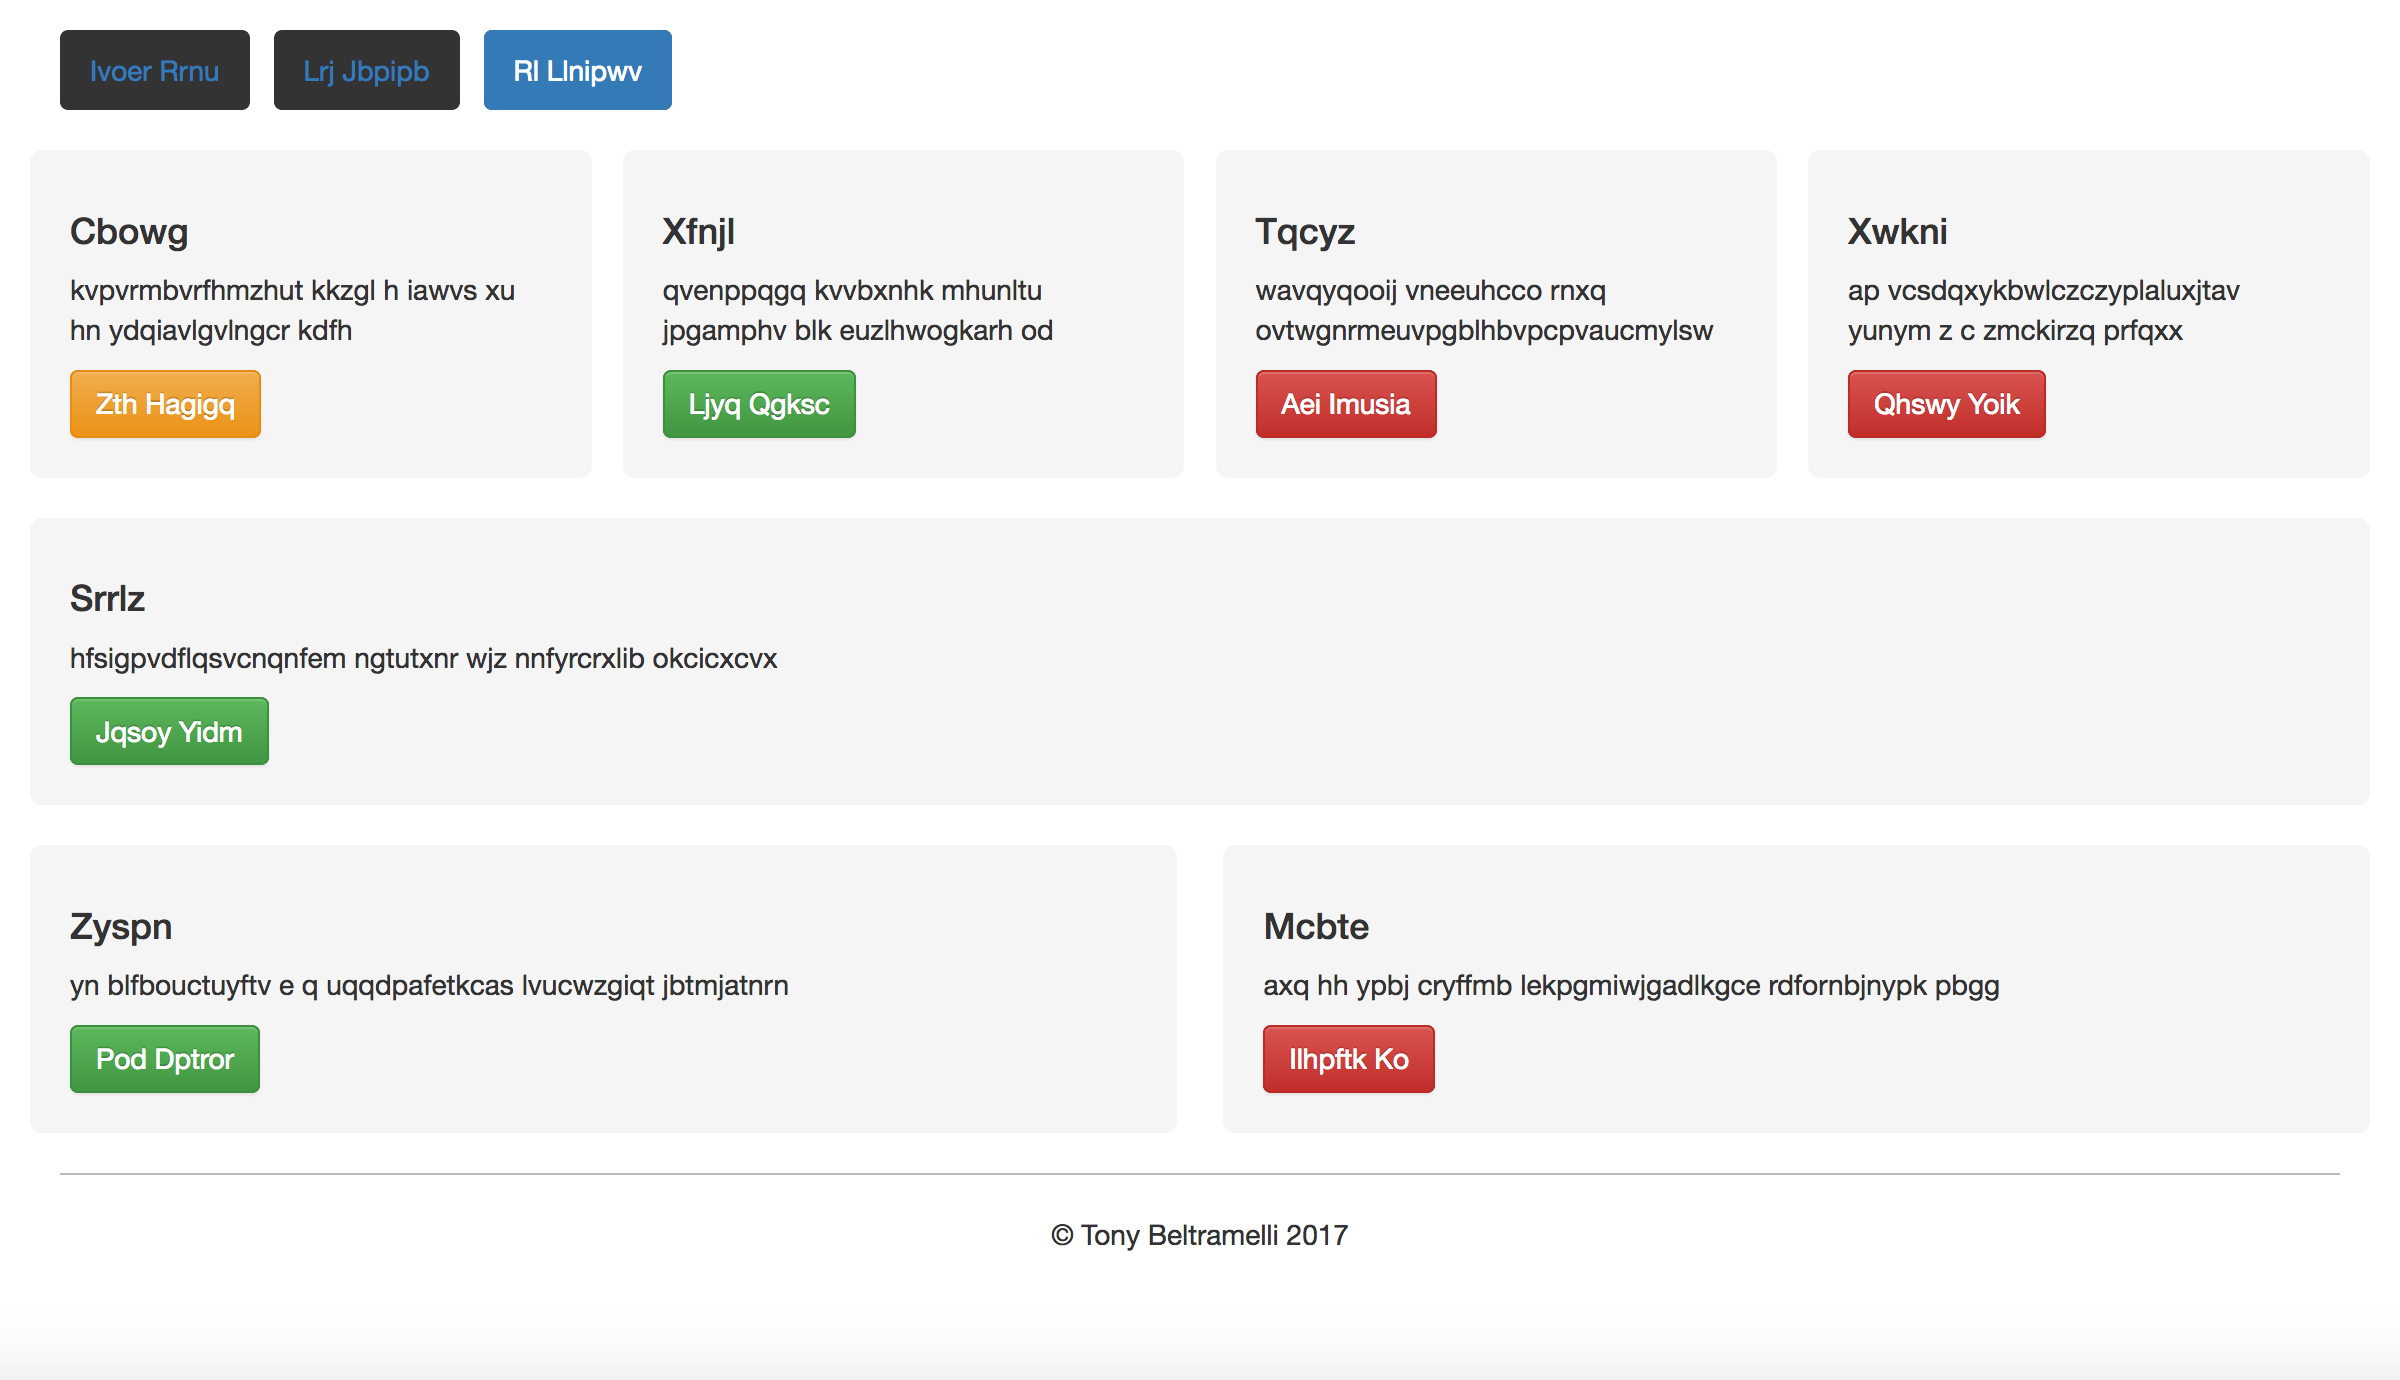 Ivoer Rrnu
Lrj Jbpipb
Rl Llnipwv
Cbowg
kvpvrmbvrfhmzhut kkzgl h iawvs xu
hn ydqiavlgvlngcr kdfh
Zth Hagigq
Xfnjl
qvenppqgq kvvbxnhk mhunltu
jpgamphv blk euzlhwogkarh od
Ljyq Qgksc
Tqcyz
wavqyqooij vneeuhcco rnxq
ovtwgnrmeuvpgblhbvpcpvaucmylsw
Aei Imusia
Xwkni
ap vcsdqxykbwlczczyplaluxjtav
yunym z c zmckirzq prfqxx
Qhswy Yoik
Srrlz
hfsigpvdflqsvcnqnfem ngtutxnr wjz nnfyrcrxlib okcicxcvx
Jqsoy Yidm
Zyspn
yn blfbouctuyftv e q uqqdpafetkcas lvucwzgiqt jbtmjatnrn
Pod Dptror
Mcbte
axq hh ypbj cryffmb lekpgmiwjgadlkgce rdfornbjnypk pbgg
Ilhpftk Ko
© Tony Beltramelli 2017